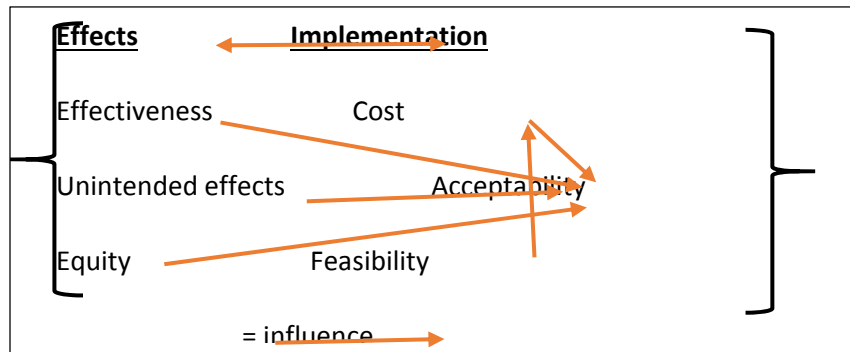 Effects Implementation
Effectiveness Cost
Unintended effects Acceptability
Equity Feasibility
= influence